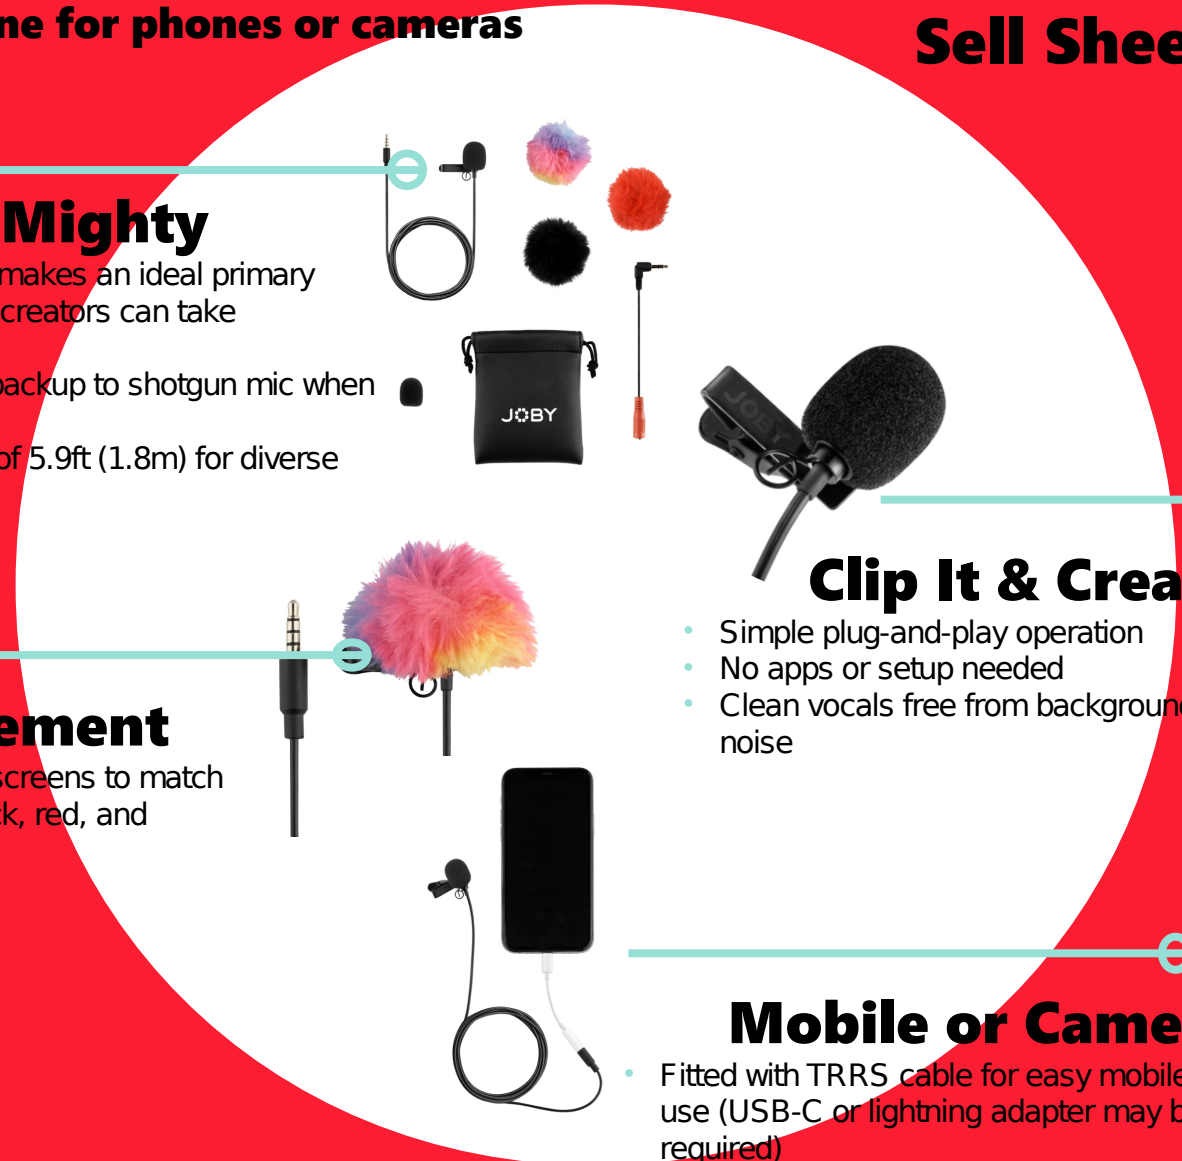 ne for phones or cameras
Sell Shee
Mighty
makes an ideal primary
creators can take
backup to shotgun mic when
of 5.9ft (1.8m) for diverse
JOBY
JOBY
Clip It & Crea
Simple plug-and-play operation
No apps or setup needed
Clean vocals free from background
noise
ement
screens to match
ck, red, and
Mobile or Came
Fitted with TRRS cable for easy mobile
use (USB-C or lightning adapter may b
required)